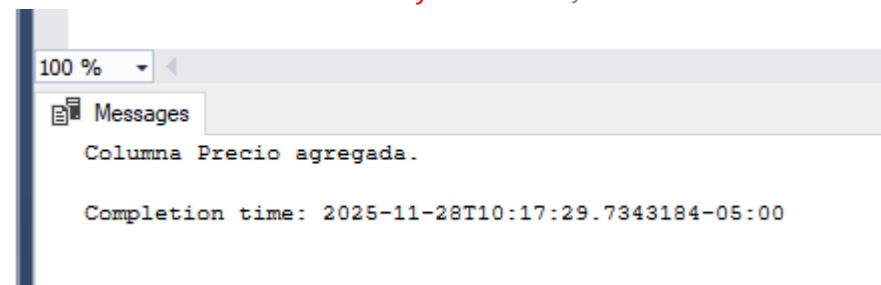 100 %
Messages
Columna Precio agregada.
Completion time: 2025-11-28T10:17:29.7343184-05:00